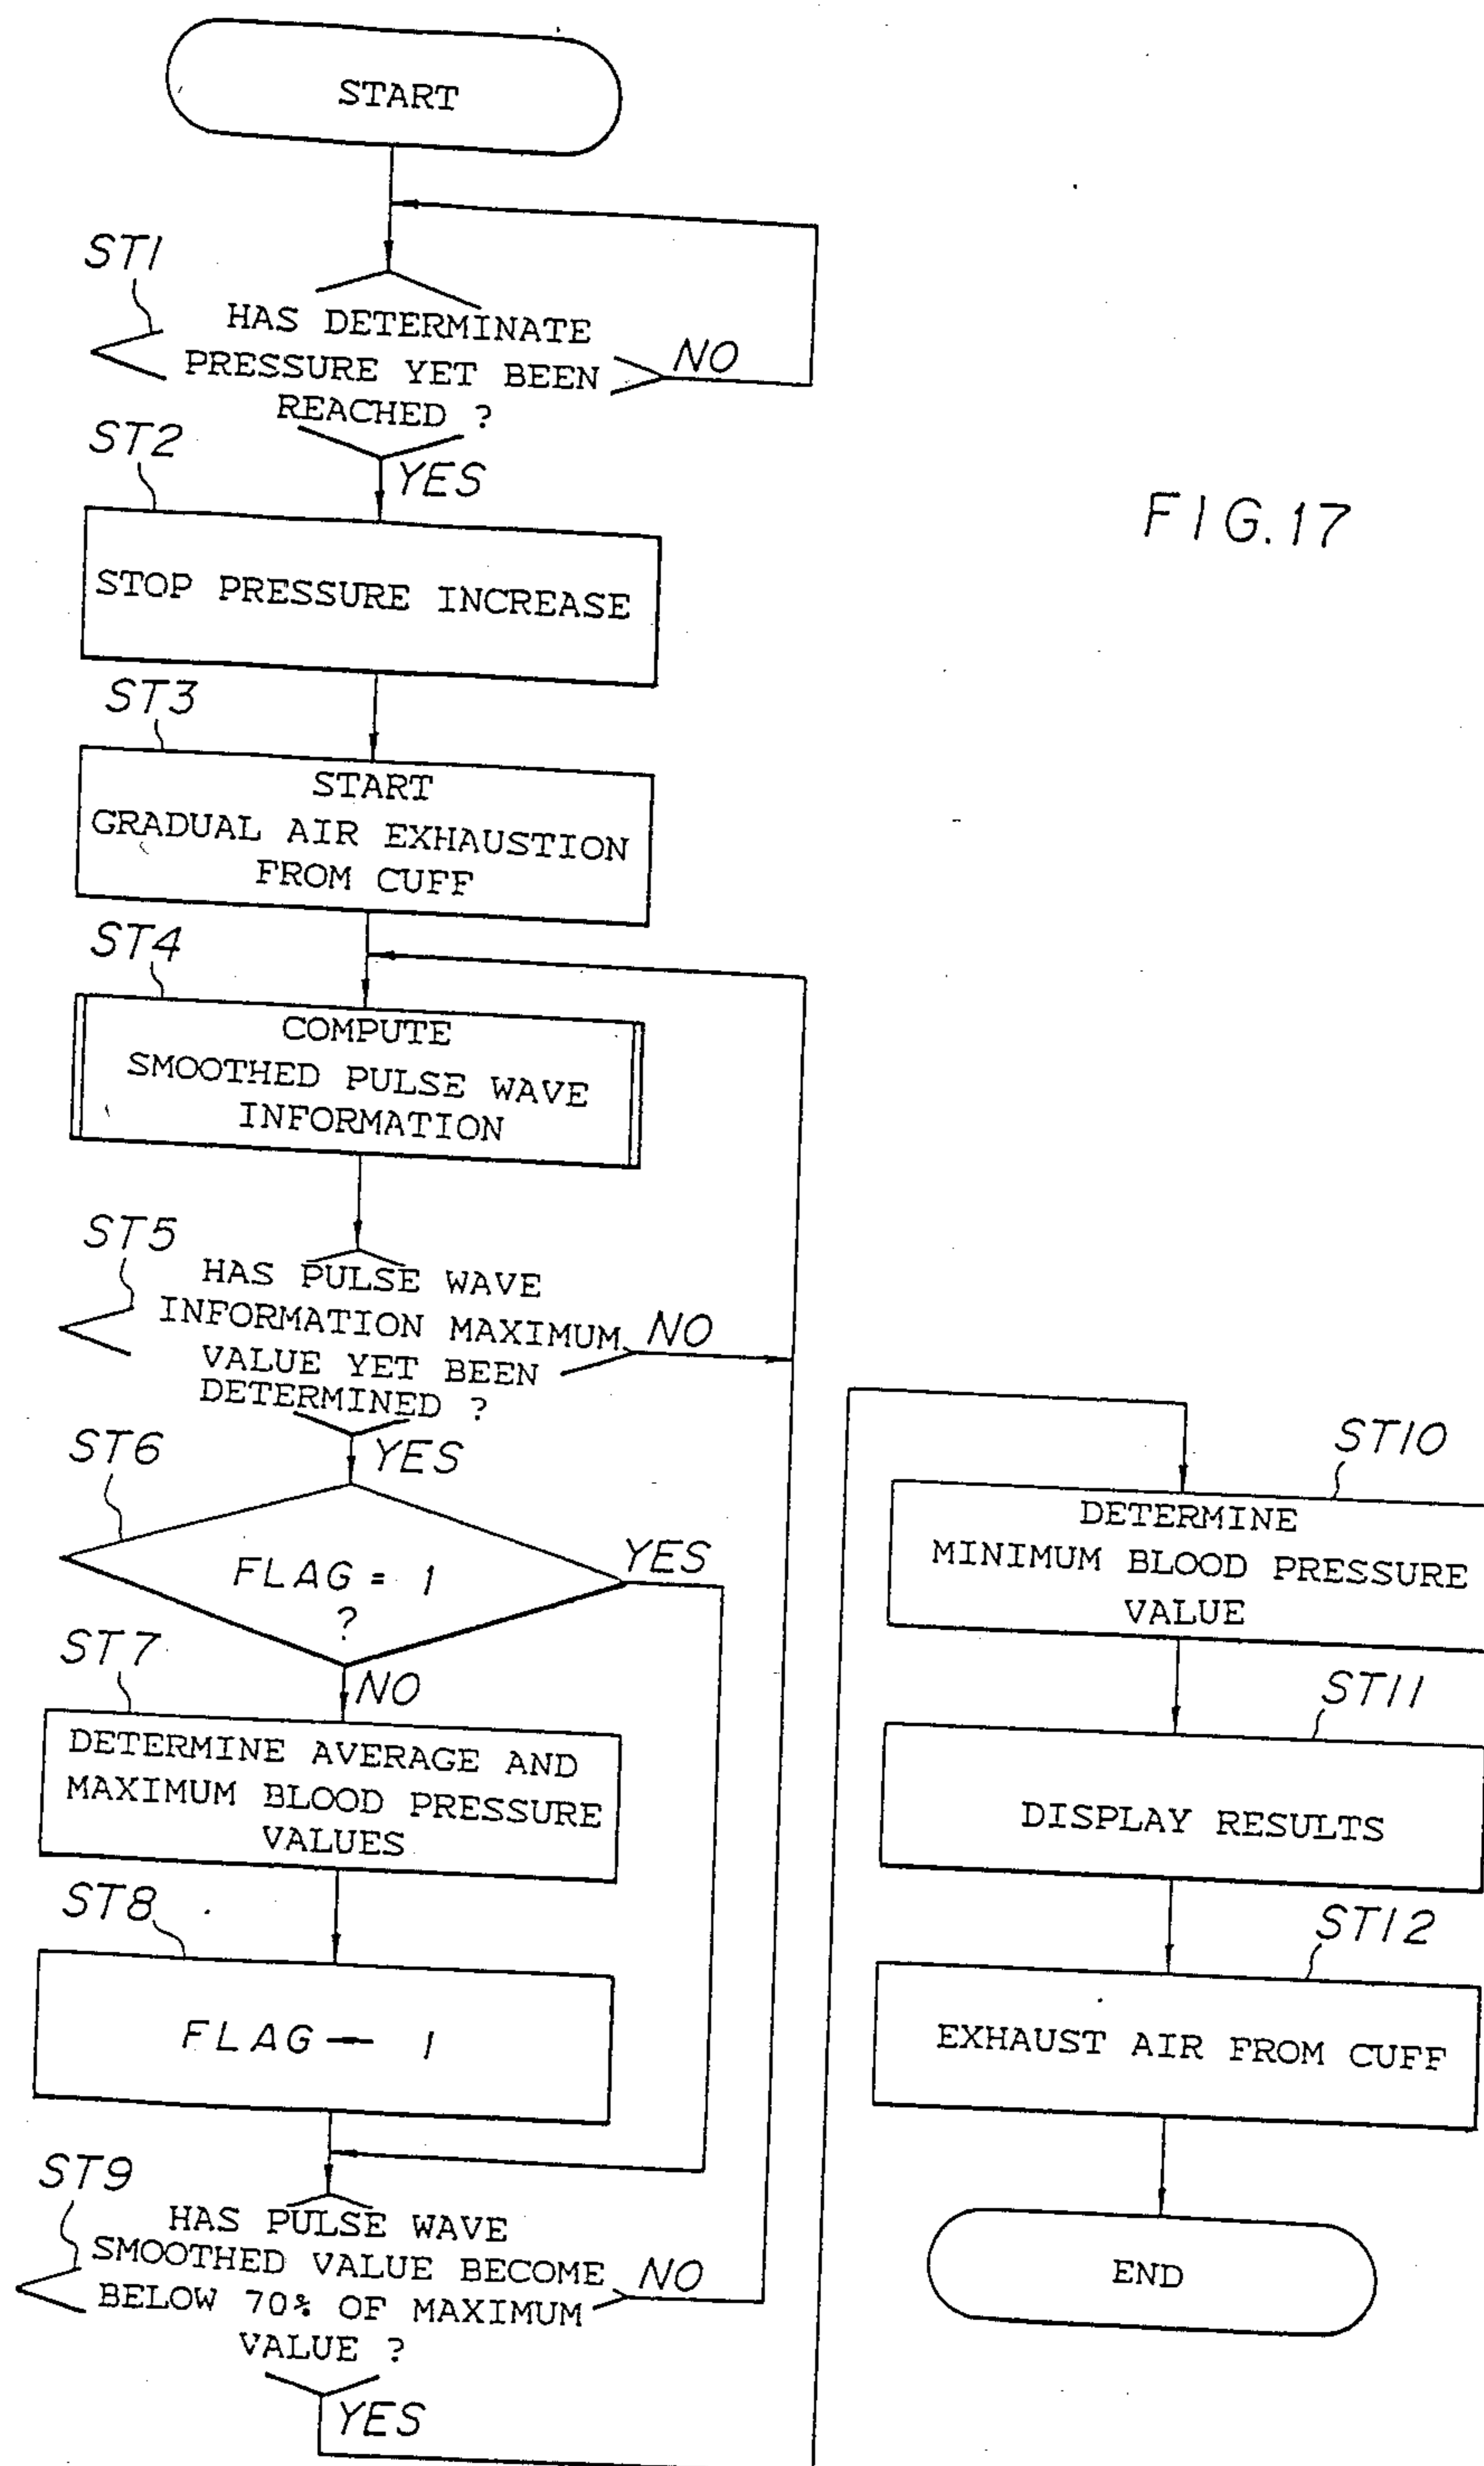 START
ST1
HAS DETERMINATE
PRESSURE YET BEEN
REACHED ?
NO
YES
ST2
STOP PRESSURE INCREASE
ST3
START
GRADUAL AIR EXHAUSTION
FROM CUFF
ST4
COMPUTE
SMOOTHED PULSE WAVE
INFORMATION
ST5
HAS PULSE WAVE
INFORMATION MAXIMUM
VALUE YET BEEN
DETERMINED ?
NO
YES
ST6
FLAG = 1
?
YES
NO
ST7
DETERMINE AVERAGE AND
MAXIMUM BLOOD PRESSURE
VALUES
ST8
FLAG ← 1
ST9
HAS PULSE WAVE
SMOOTHED VALUE BECOME
BELOW 70% OF MAXIMUM
VALUE ?
NO
YES
FIG.17
ST10
DETERMINE
MINIMUM BLOOD PRESSURE
VALUE
ST11
DISPLAY RESULTS
ST12
EXHAUST AIR FROM CUFF
END